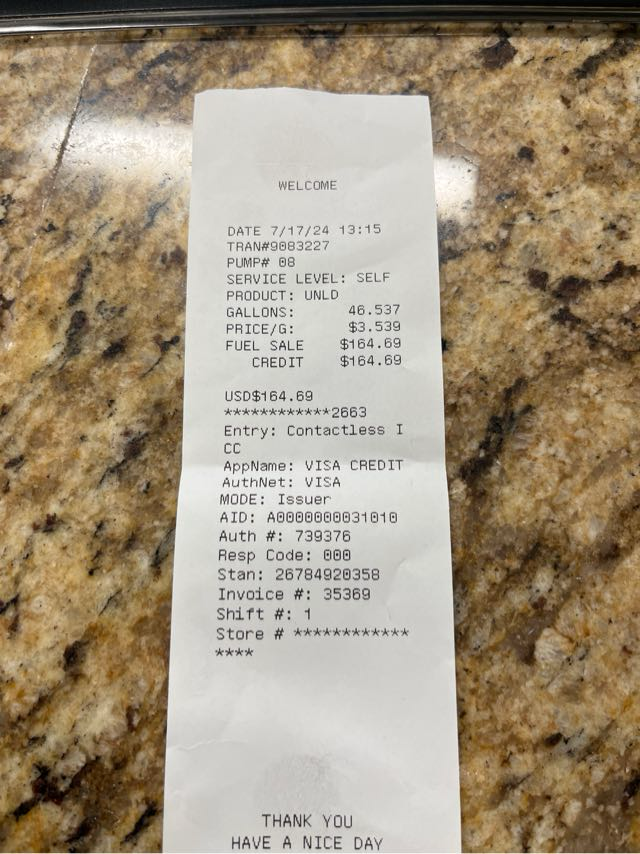 WELCOME
DATE 7/17/24 13:15
TRAN#9083227
PUMP# 08
SERVICE LEVEL: SELF
PRODUCT: UNLD
GALLONS: 46.537
PRICE/G: $3.539
FUEL SALE $164.69
CREDIT $164.69
USD$164.69
************2663
Entry: Contactless I
CC
AppName: VISA CREDIT
AuthNet: VISA
MODE: Issuer
AID: A0000000031010
Auth #: 739376
Resp Code: 000
Stan: 26784920358
Invoice #: 35369
Shift #: 1
Store # ************
****
THANK YOU
HAVE A NICE DAY